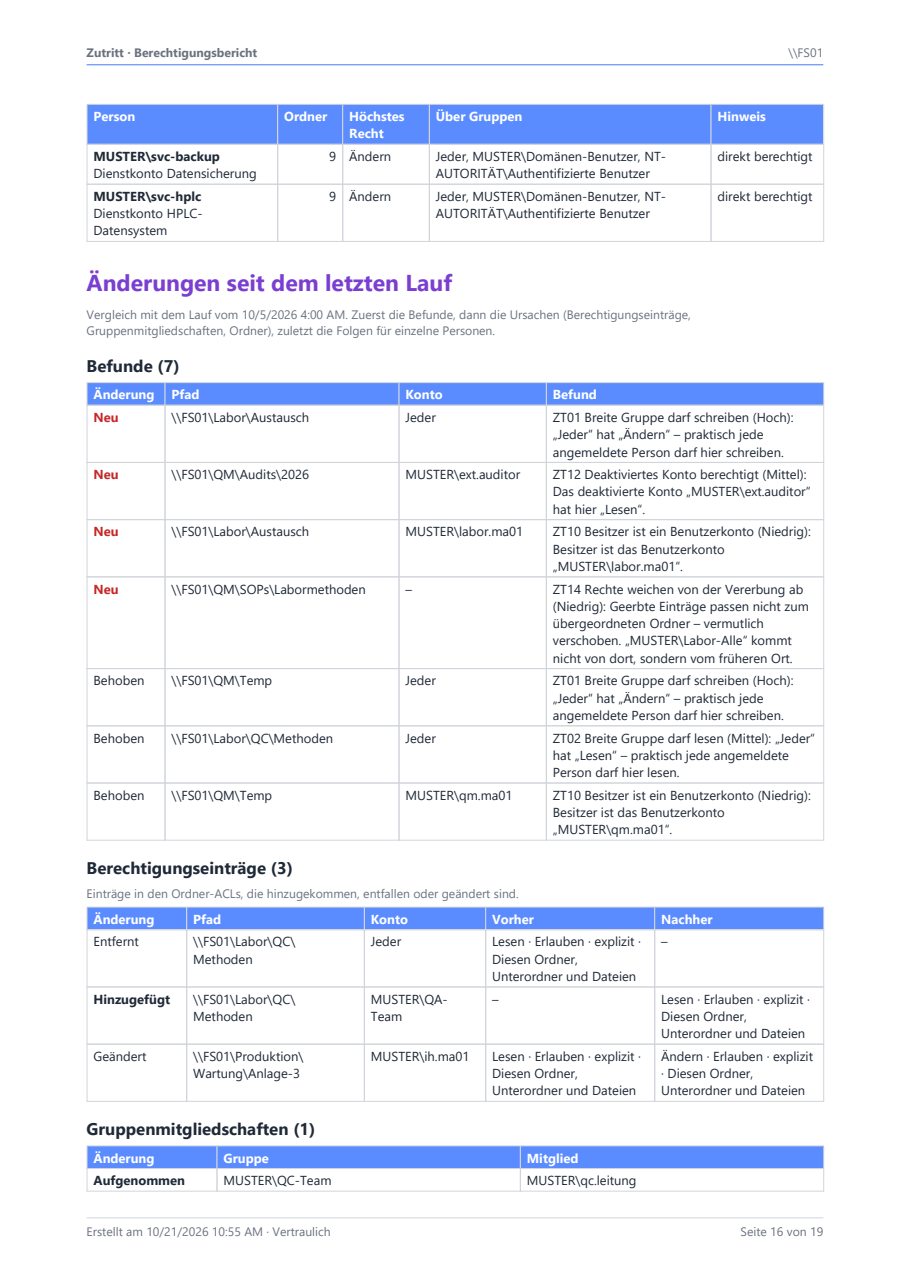 Zutritt · Berechtigungsbericht
\\FS01
Person Ordner Höchstes Recht Über Gruppen Hinweis
MUSTER\svc-backup 9 Ändern Jeder, MUSTER\Domänen-Benutzer, NT- direkt berechtigt
Dienstkonto Datensicherung AUTORITÄT\Authentifizierte Benutzer
MUSTER\svc-hplc 9 Ändern Jeder, MUSTER\Domänen-Benutzer, NT- direkt berechtigt
Dienstkonto HPLC- AUTORITÄT\Authentifizierte Benutzer
Datensystem
Änderungen seit dem letzten Lauf
Vergleich mit dem Lauf vom 10/5/2026 4:00 AM. Zuerst die Befunde, dann die Ursachen (Berechtigungseinträge,
Gruppenmitgliedschaften, Ordner), zuletzt die Folgen für einzelne Personen.
Befunde (7)
Änderung Pfad Konto Befund
Neu \\FS01\Labor\Austausch Jeder ZT01 Breite Gruppe darf schreiben (Hoch):
„Jeder“ hat „Ändern“ – praktisch jede
angemeldete Person darf hier schreiben.
Neu \\FS01\QM\Audits\2026 MUSTER\ext.auditor ZT12 Deaktiviertes Konto berechtigt (Mittel):
Das deaktivierte Konto „MUSTER\ext.auditor“
hat hier „Lesen“.
Neu \\FS01\Labor\Austausch MUSTER\labor.ma01 ZT10 Besitzer ist ein Benutzerkonto (Niedrig):
Besitzer ist das Benutzerkonto
„MUSTER\labor.ma01“.
Neu \\FS01\QM\SOPs\Labormethoden – ZT14 Rechte weichen von der Vererbung ab
(Niedrig): Geerbte Einträge passen nicht zum
übergeordneten Ordner – vermutlich
verschoben. „MUSTER\Labor-Alle“ kommt
nicht von dort, sondern vom früheren Ort.
Behoben \\FS01\QM\Temp Jeder ZT01 Breite Gruppe darf schreiben (Hoch):
„Jeder“ hat „Ändern“ – praktisch jede
angemeldete Person darf hier schreiben.
Behoben \\FS01\Labor\QC\Methoden Jeder ZT02 Breite Gruppe darf lesen (Mittel): „Jeder“
hat „Lesen“ – praktisch jede angemeldete
Person darf hier lesen.
Behoben \\FS01\QM\Temp MUSTER\qm.ma01 ZT10 Besitzer ist ein Benutzerkonto (Niedrig):
Besitzer ist das Benutzerkonto
„MUSTER\qm.ma01“.
Berechtigungseinträge (3)
Einträge in den Ordner-ACLs, die hinzugekommen, entfallen oder geändert sind.
Änderung Pfad Konto Vorher Nachher
Entfernt \\FS01\Labor\QC\ Jeder Lesen · Erlauben · explizit · –
Methoden Diesen Ordner,
Unterordner und Dateien
Hinzugefügt \\FS01\Labor\QC\ MUSTER\QA- – Lesen · Erlauben · explizit ·
Methoden Team Diesen Ordner,
Unterordner und Dateien
Geändert \\FS01\Produktion\ MUSTER\ih.ma01 Lesen · Erlauben · explizit · Ändern · Erlauben · explizit
Wartung\Anlage-3 Diesen Ordner, · Diesen Ordner,
Unterordner und Dateien Unterordner und Dateien
Gruppenmitgliedschaften (1)
Änderung Gruppe Mitglied
Aufgenommen MUSTER\QC-Team MUSTER\qc.leitung
Erstellt am 10/21/2026 10:55 AM · Vertraulich
Seite 16 von 19